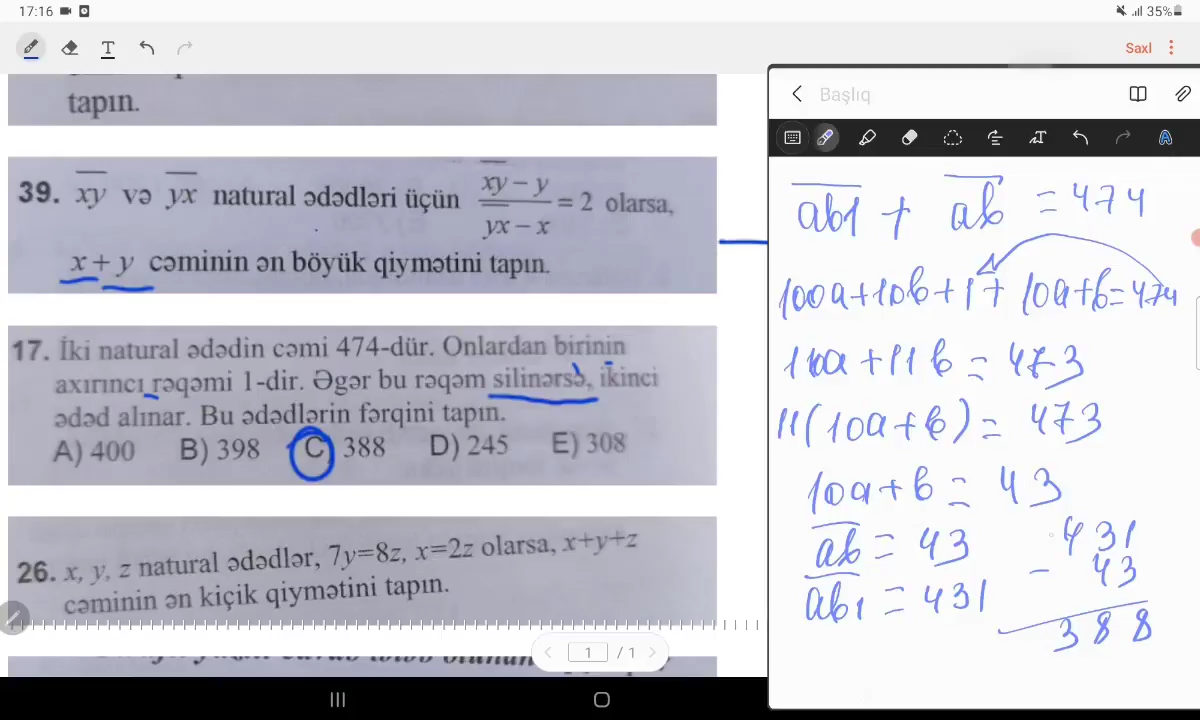 17:16
35%
Saxl
tapın.
39. xy və yx natural ədədləri üçün xy – y / yx – x = 2 olarsa,
x+y cəminin ən böyük qiymətini tapın.
17. İki natural ədədin cəmi 474-dür. Onlardan birinin
axırıncı rəqəmi 1-dir. Əgər bu rəqəm silinərsə, ikinci
ədəd alınar. Bu ədədlərin fərqini tapın.
A) 400 B) 398 C) 388 D) 245 E) 308
26. x, y, z natural ədədlər, 7y=8z, x=2z olarsa, x+y+z
cəminin ən kiçik qiymətini tapın.
1 / 1
Başlıq
ab1 + ab = 474
100a+10b+1+ 10a+b=474
110a+11b=473
11(10a+b)=473
10a+b=43
ab=43
ab1=431
431
– 43
388